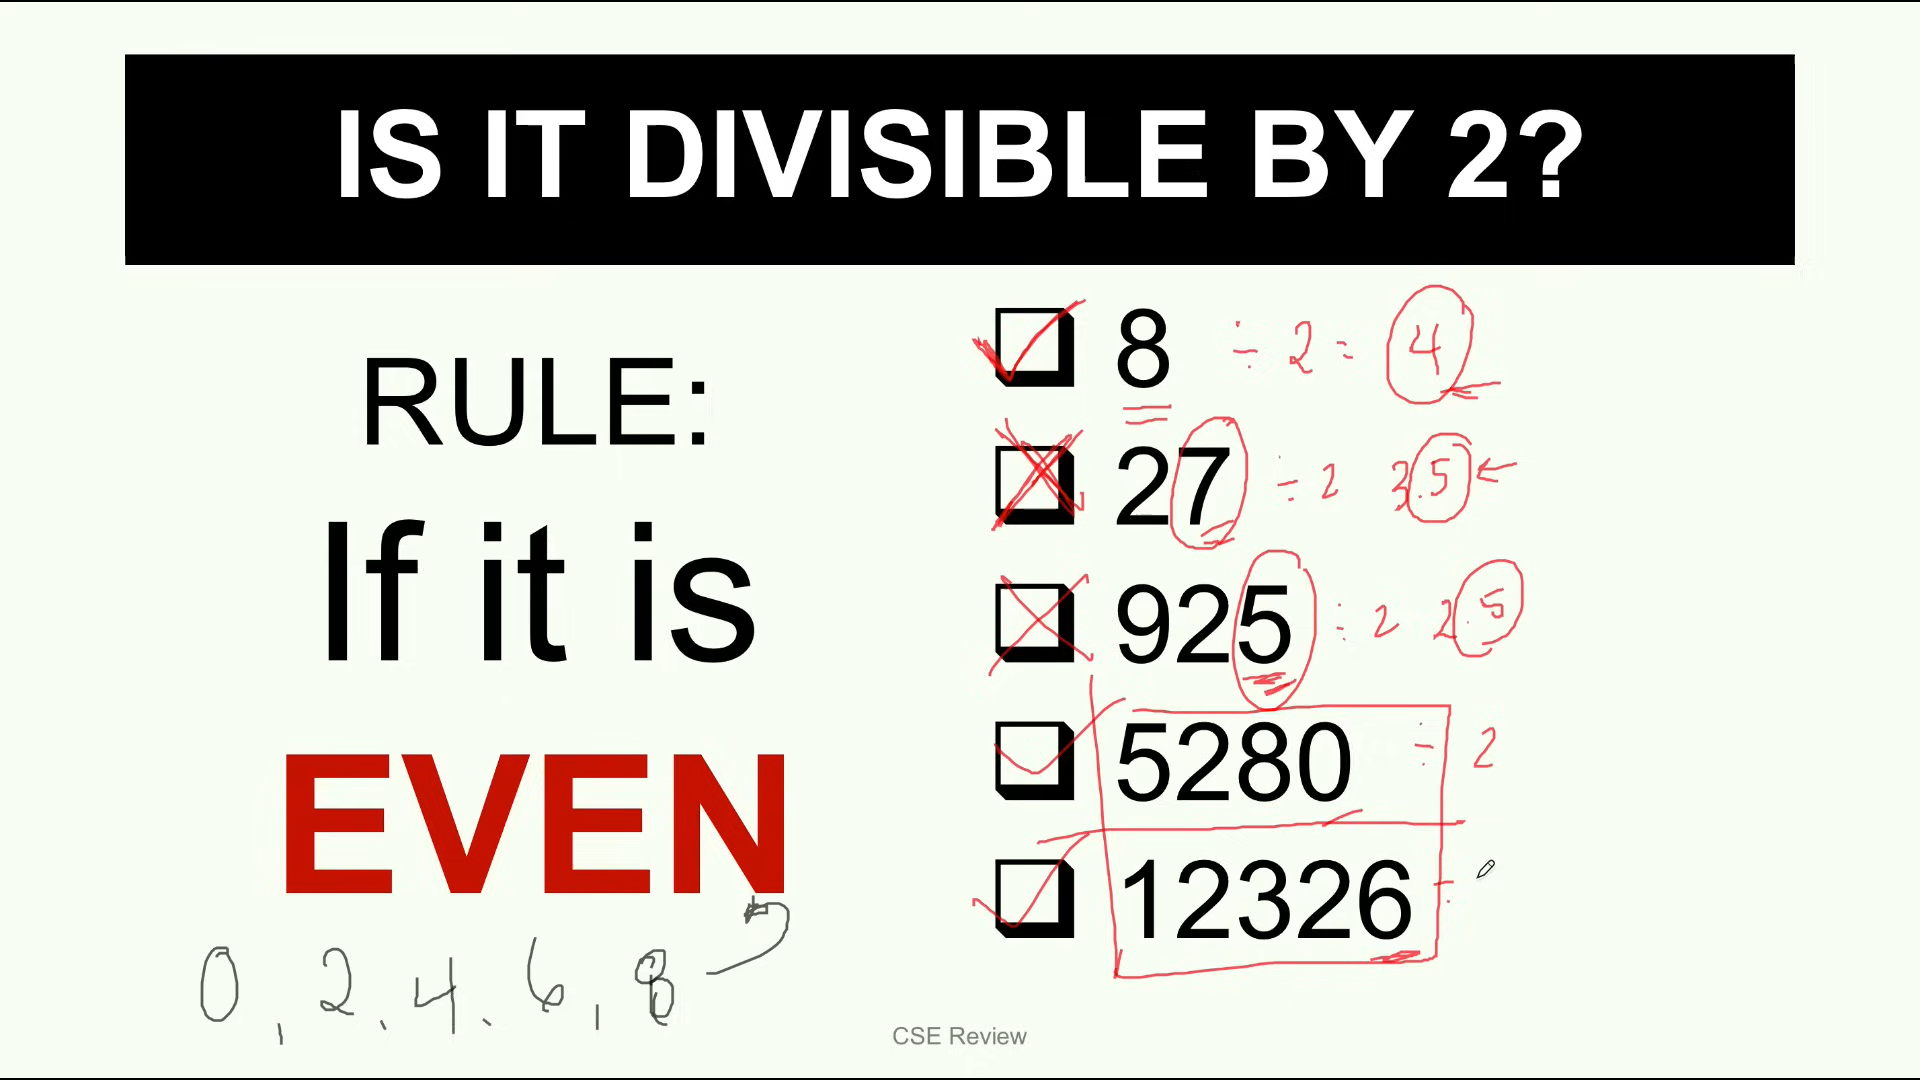 IS IT DIVISIBLE BY 2?
RULE:
If it is
EVEN
0, 2, 4, 6, 8
8 ÷ 2 = 4
27 ÷ 2 3.5
925 ÷ 2 2.5
5280 ÷ 2
12326 ÷
CSE Review